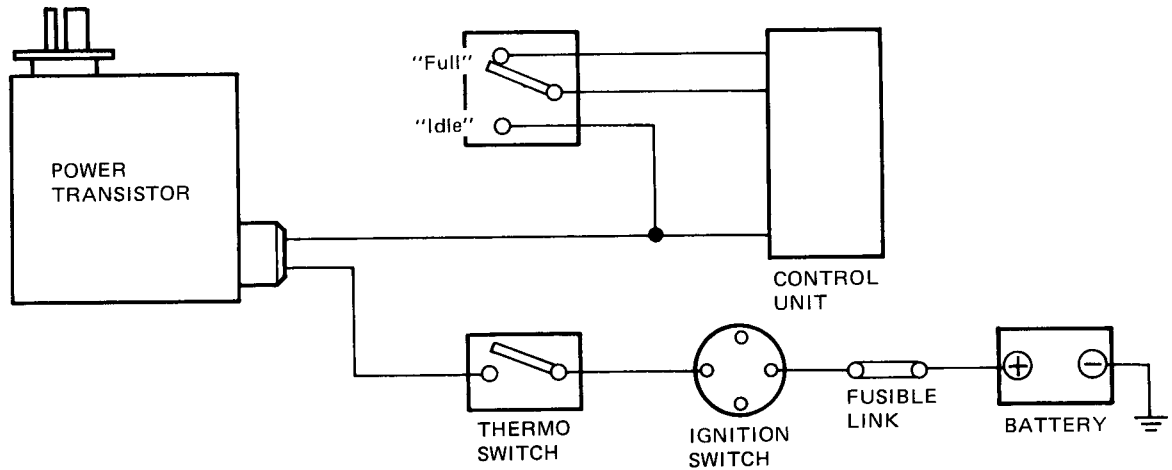 "Full"
"Idle"
POWER
TRANSISTOR
CONTROL
UNIT
THERMO
SWITCH
IGNITION
SWITCH
FUSIBLE
LINK
BATTERY